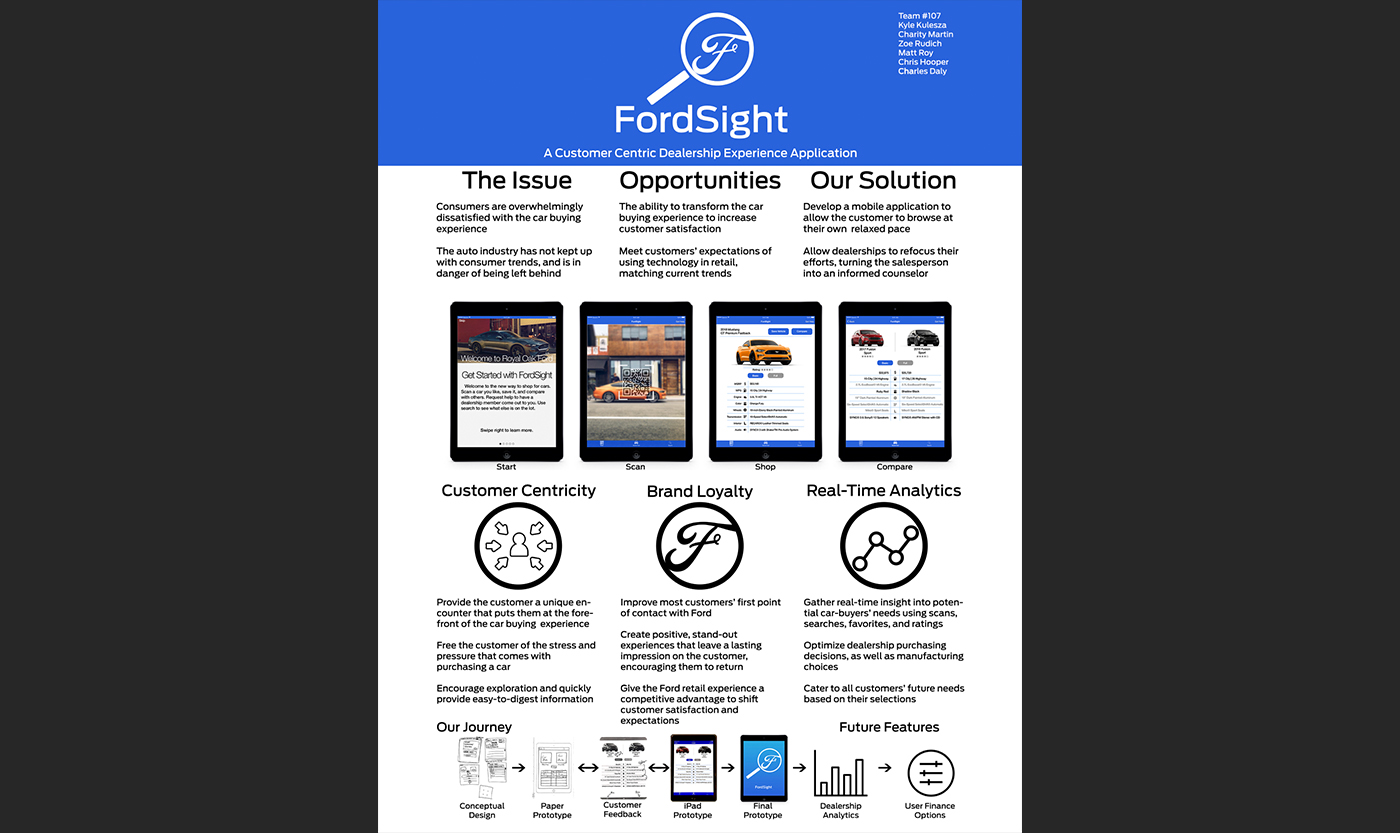 Team #107
Kyle Kulesza
Charity Martin
Zoe Rudich
Matt Roy
Chris Hooper
Charles Daly
FordSight
A Customer Centric Dealership Experience Application
The Issue
Consumers are overwhelmingly
dissatisfied with the car buying
experience
The auto industry has not kept up
with consumer trends, and is in
danger of being left behind
Opportunities
The ability to transform the car
buying experience to increase
customer satisfaction
Meet customers' expectations of
using technology in retail,
matching current trends
Our Solution
Develop a mobile application to
allow the customer to browse at
their own relaxed pace
Allow dealerships to refocus their
efforts, turning the salesperson
into an informed counselor
Welcome to Royal Oak Ford
Get Started with FordSight
Welcome to the new way to shop for cars.
Scan a car you like, save it, and compare
with others. Request help to have a
dealership member come out to you. Use
search to see what else is on the lot.
Swipe right to learn more.
Start
Scan
Shop
Compare
Customer Centricity
Provide the customer a unique en-
counter that puts them at the fore-
front of the car buying experience
Free the customer of the stress and
pressure that comes with
purchasing a car
Encourage exploration and quickly
provide easy-to-digest information
Brand Loyalty
Improve most customers' first point
of contact with Ford
Create positive, stand-out
experiences that leave a lasting
impression on the customer,
encouraging them to return
Give the Ford retail experience a
competitive advantage to shift
customer satisfaction and
expectations
Real-Time Analytics
Gather real-time insight into poten-
tial car-buyers' needs using scans,
searches, favorites, and ratings
Optimize dealership purchasing
decisions, as well as manufacturing
choices
Cater to all customers' future needs
based on their selections
Our Journey
Future Features
Conceptual
Design
Paper
Prototype
Customer
Feedback
iPad
Prototype
FordSight
Final
Prototype
Dealership
Analytics
User Finance
Options